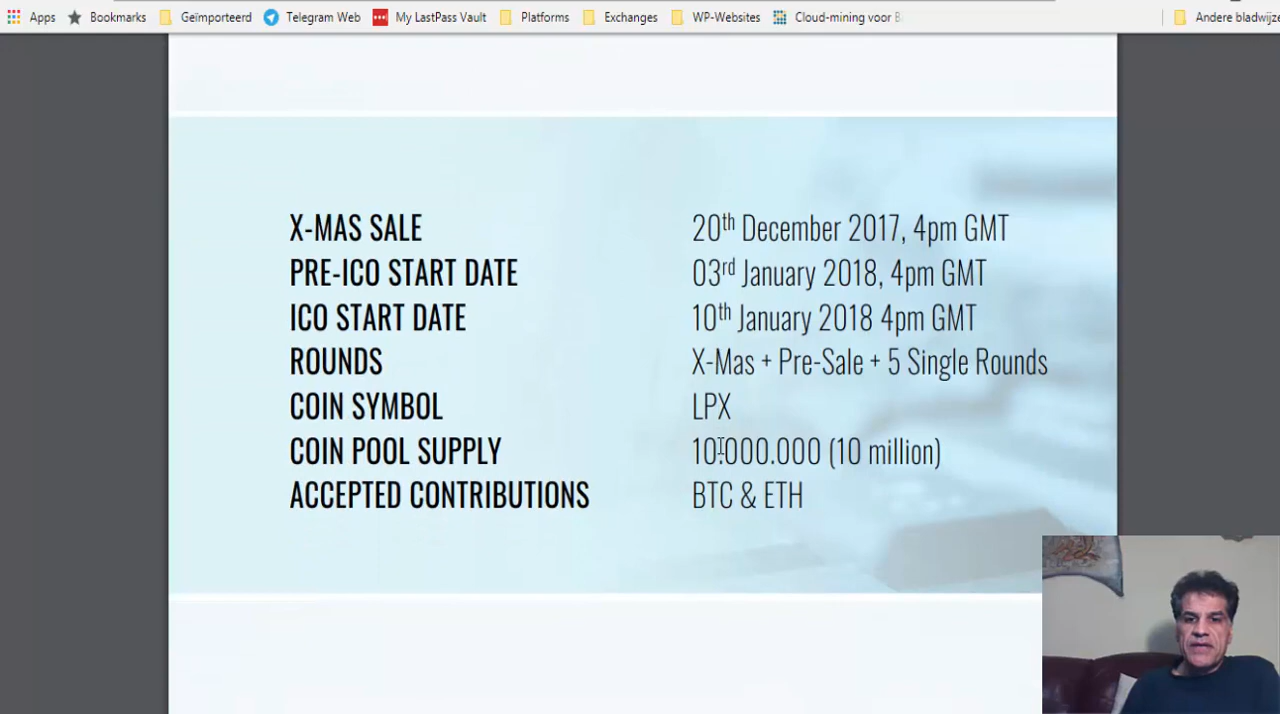 Apps Bookmarks Geïmporteerd Telegram Web My LastPass Vault Platforms Exchanges WP-Websites Cloud-mining voor Andere bladwijze
X-MAS SALE 20th December 2017, 4pm GMT
PRE-ICO START DATE 03rd January 2018, 4pm GMT
ICO START DATE 10th January 2018 4pm GMT
ROUNDS X-Mas + Pre-Sale + 5 Single Rounds
COIN SYMBOL LPX
COIN POOL SUPPLY 10.000.000 (10 million)
ACCEPTED CONTRIBUTIONS BTC & ETH